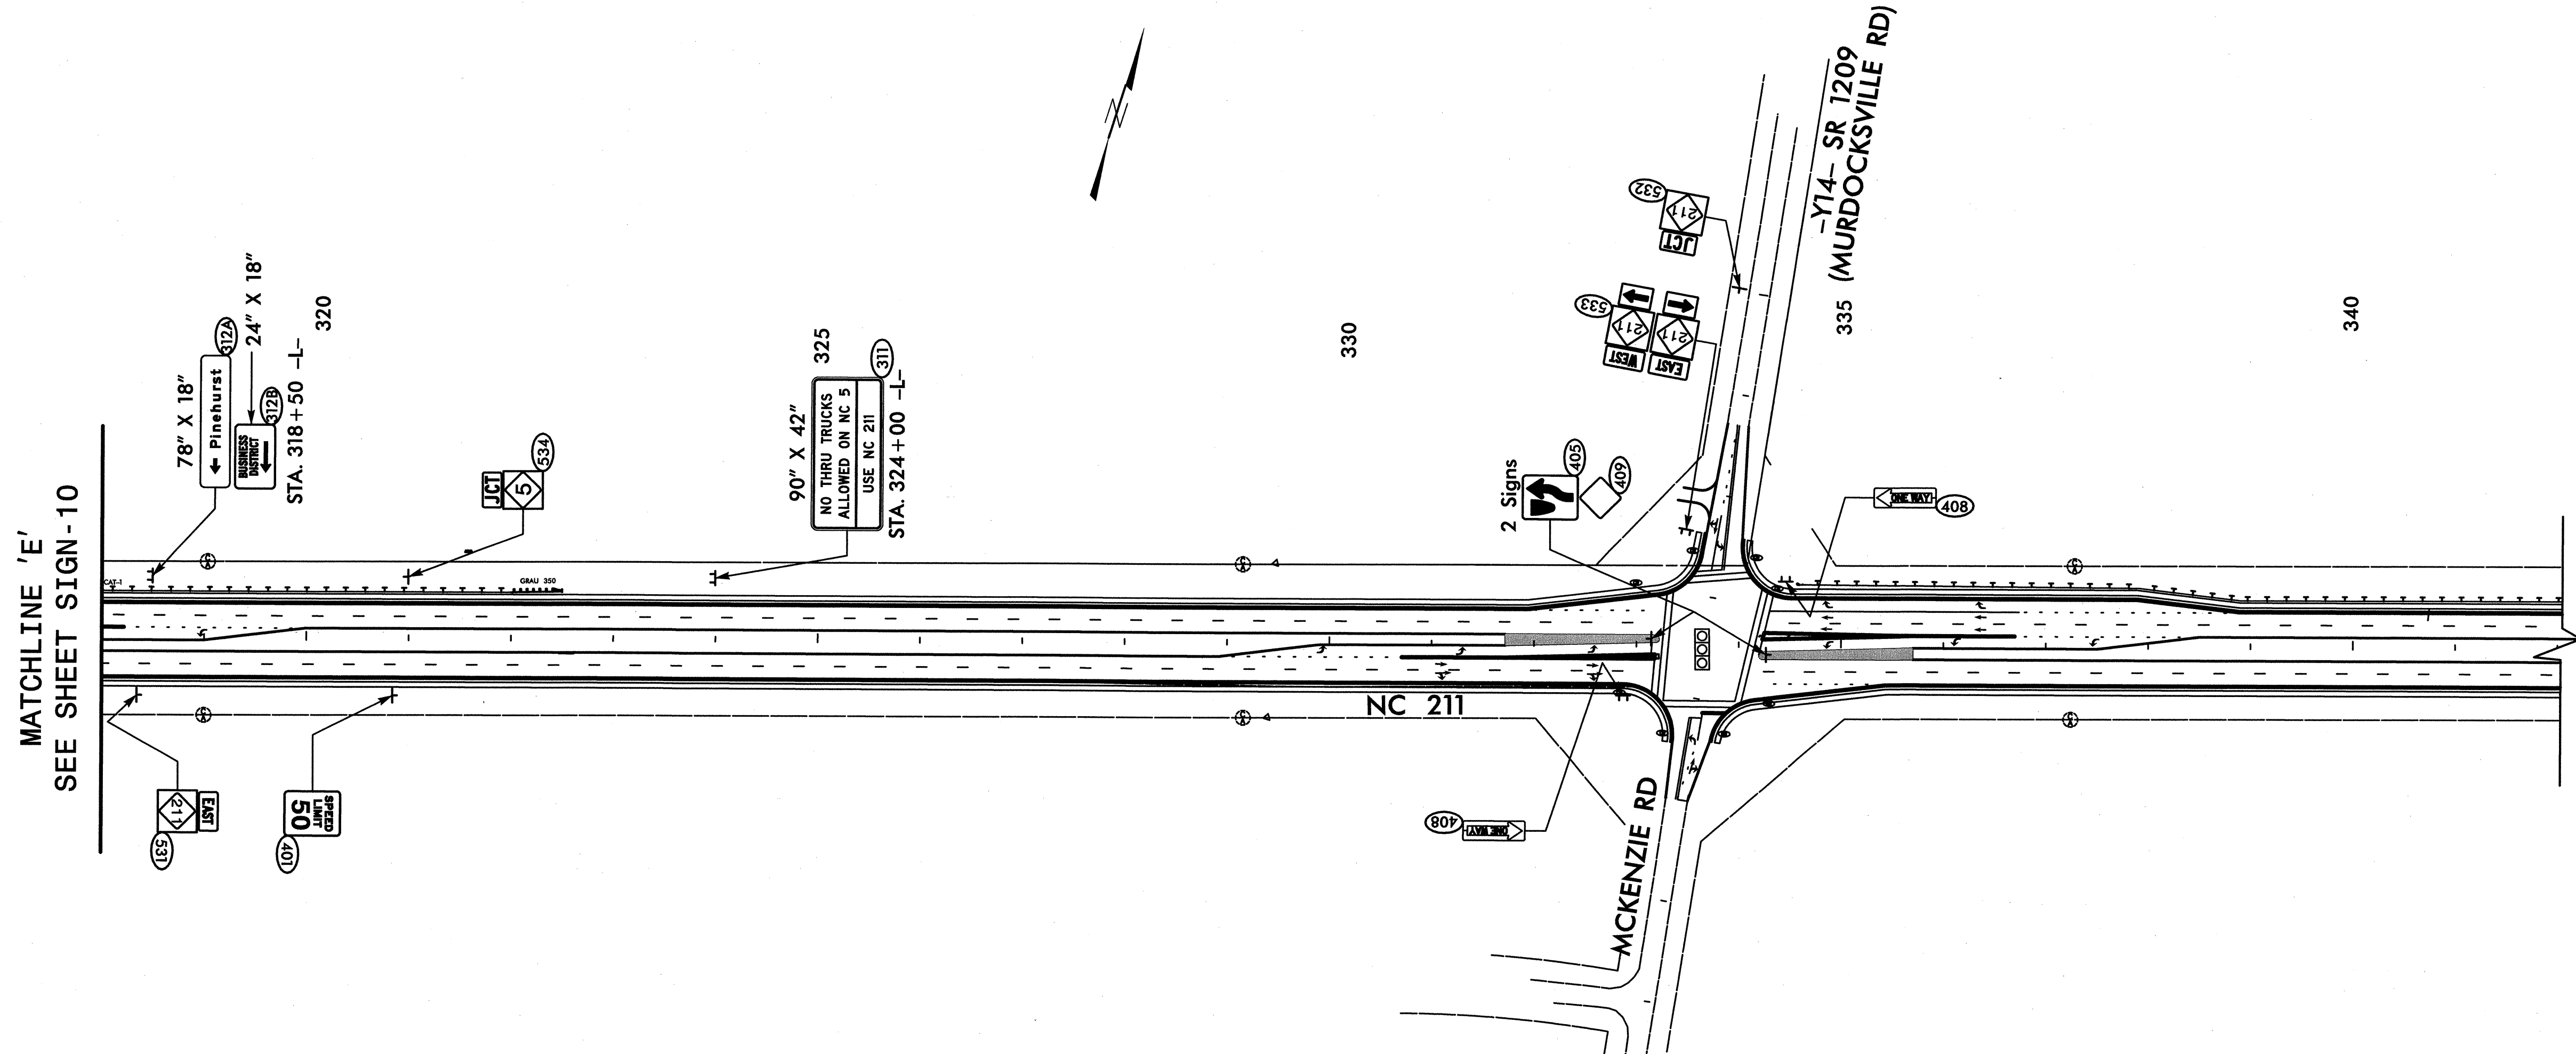 MATCHLINE 'E'
SEE SHEET SIGN-10
78" X 18"
← Pinehurst
312A
24" X 18"
BUSINESS
DISTRICT
312B
STA. 318+50 -L-
320
JCT
5
534
325
90" X 42"
NO THRU TRUCKS
ALLOWED ON NC 5
USE NC 211
311
STA. 324+00 -L-
330
2 Signs
405
409
532
211
JCT
533
211
WEST
211
EAST
-Y14- SR 1209
(MURDOCKSVILLE RD)
335
340
ONE WAY
408
CAT-1
GRAU 350
NC 211
N
211
EAST
531
SPEED
LIMIT
50
401
408
ONE WAY
MCKENZIE RD